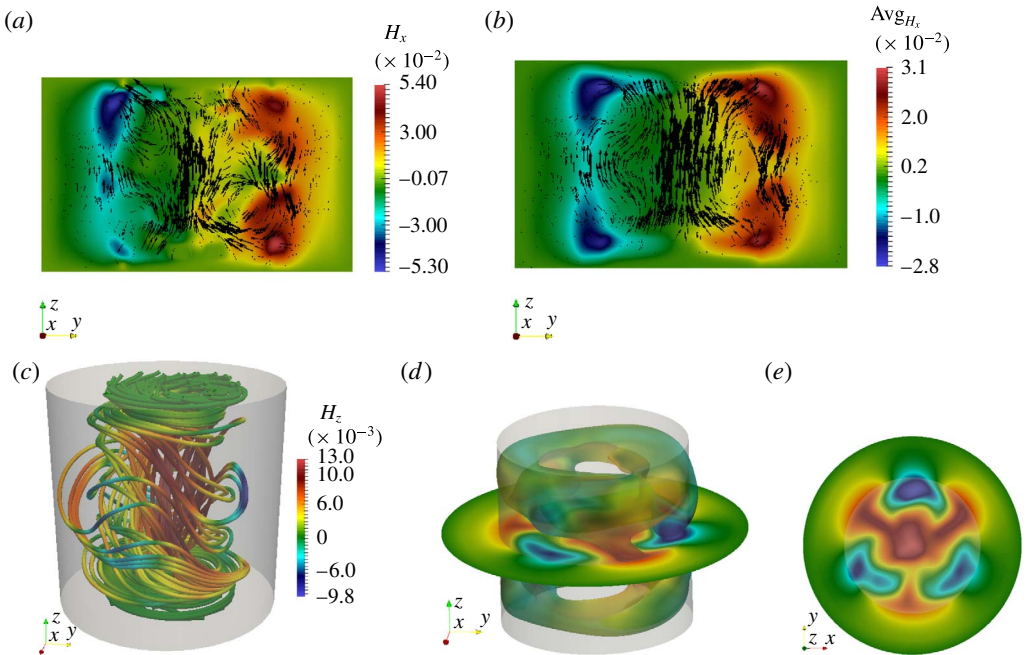 (a)
H_x
(× 10⁻²)
5.40
3.00
−0.07
−3.00
−5.30
z
x y
(b)
Avg_{H_x}
(× 10⁻²)
3.1
2.0
0.2
−1.0
−2.8
z
x y
(c)
H_z
(× 10⁻³)
13.0
10.0
6.0
0
−6.0
−9.8
z
x y
(d)
z
x y
(e)
y
z x